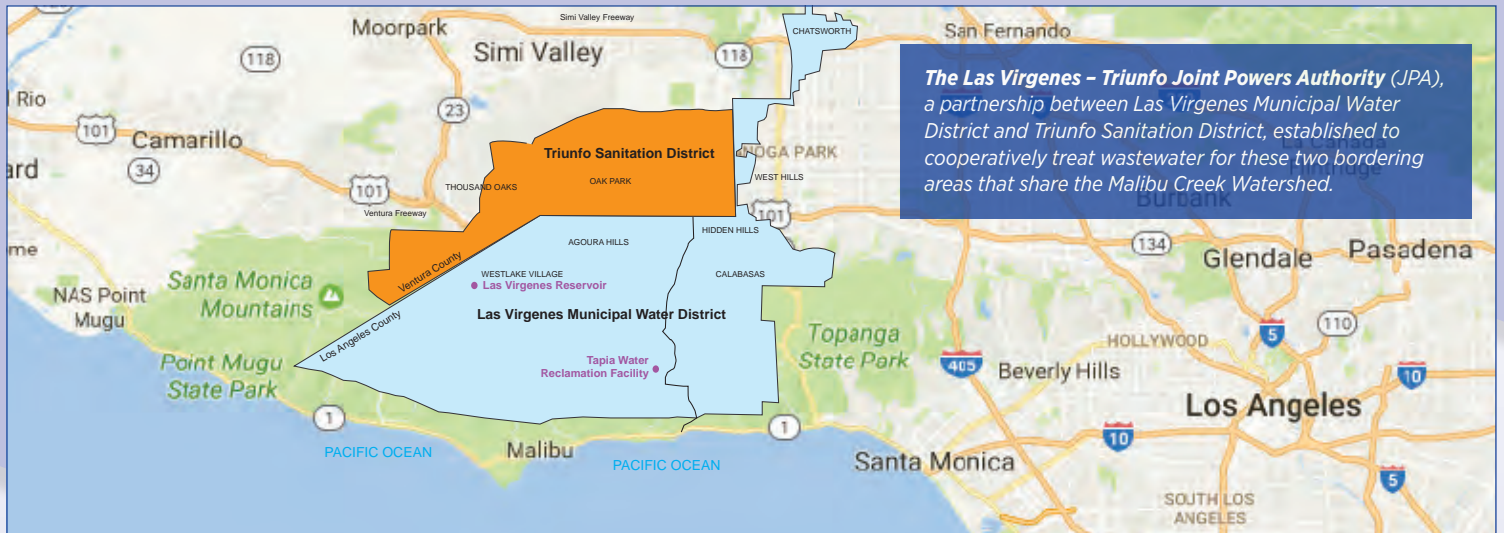 Simi Valley Freeway
Moorpark
CHATSWORTH
San Fernando
118
Simi Valley
118
The Las Virgenes – Triunfo Joint Powers Authority (JPA),
a partnership between Las Virgenes Municipal Water
District and Triunfo Sanitation District, established to
cooperatively treat wastewater for these two bordering
areas that share the Malibu Creek Watershed.
Rio
23
101
Camarillo
34
ard
Triunfo Sanitation District
NOGA PARK
OAK PARK
THOUSAND OAKS
WEST HILLS
101
Ventura Freeway
101
Burbank
HIDDEN HILLS
134
AGOURA HILLS
Glendale
Pasadena
me
Ventura County
WESTLAKE VILLAGE
CALABASAS
Las Virgenes Reservoir
Santa Monica
Mountains
NAS Point
Mugu
Las Virgenes Municipal Water District
Los Angeles County
Topanga
State Park
5
110
HOLLYWOOD
Point Mugu
State Park
Tapia Water
Reclamation Facility
405
Beverly Hills
10
Los Angeles
1
1
10
PACIFIC OCEAN
Malibu
PACIFIC OCEAN
Santa Monica
5
SOUTH LOS
ANGELES